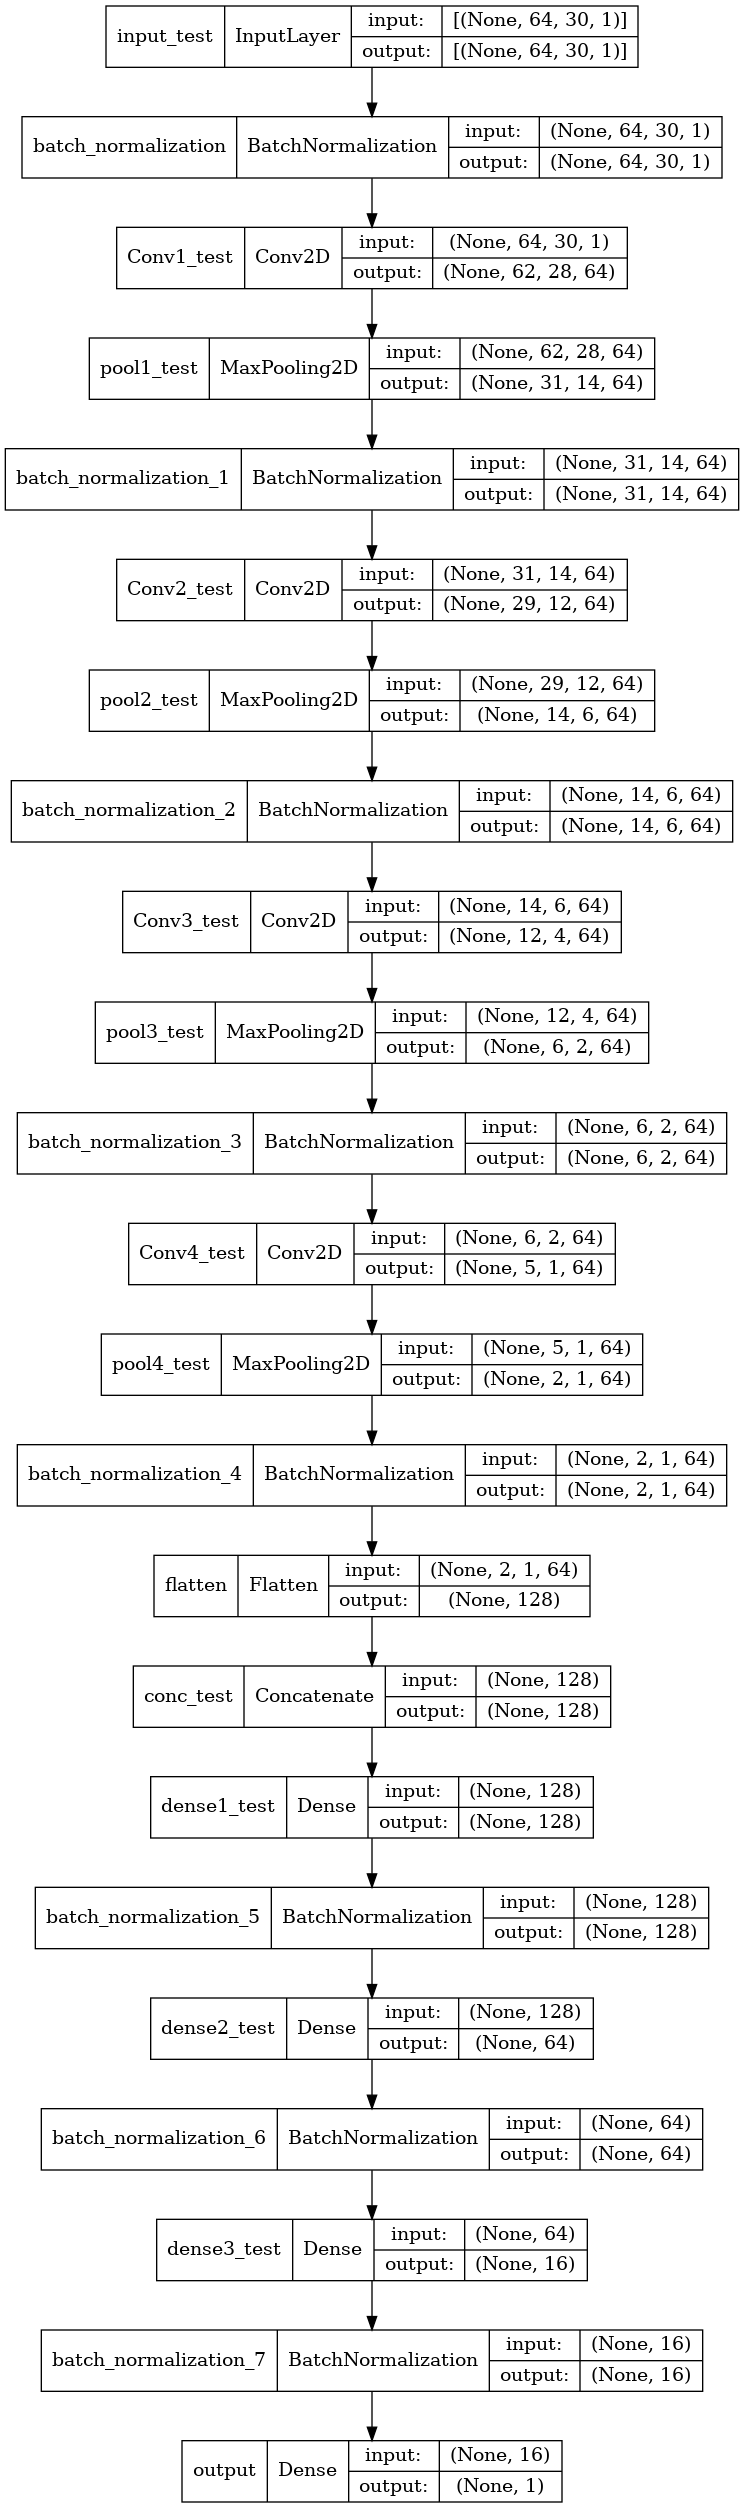 input_test InputLayer input: [(None, 64, 30, 1)]
output: [(None, 64, 30, 1)]
batch_normalization BatchNormalization input: (None, 64, 30, 1)
output: (None, 64, 30, 1)
Conv1_test Conv2D input: (None, 64, 30, 1)
output: (None, 62, 28, 64)
pool1_test MaxPooling2D input: (None, 62, 28, 64)
output: (None, 31, 14, 64)
batch_normalization_1 BatchNormalization input: (None, 31, 14, 64)
output: (None, 31, 14, 64)
Conv2_test Conv2D input: (None, 31, 14, 64)
output: (None, 29, 12, 64)
pool2_test MaxPooling2D input: (None, 29, 12, 64)
output: (None, 14, 6, 64)
batch_normalization_2 BatchNormalization input: (None, 14, 6, 64)
output: (None, 14, 6, 64)
Conv3_test Conv2D input: (None, 14, 6, 64)
output: (None, 12, 4, 64)
pool3_test MaxPooling2D input: (None, 12, 4, 64)
output: (None, 6, 2, 64)
batch_normalization_3 BatchNormalization input: (None, 6, 2, 64)
output: (None, 6, 2, 64)
Conv4_test Conv2D input: (None, 6, 2, 64)
output: (None, 5, 1, 64)
pool4_test MaxPooling2D input: (None, 5, 1, 64)
output: (None, 2, 1, 64)
batch_normalization_4 BatchNormalization input: (None, 2, 1, 64)
output: (None, 2, 1, 64)
flatten Flatten input: (None, 2, 1, 64)
output: (None, 128)
conc_test Concatenate input: (None, 128)
output: (None, 128)
dense1_test Dense input: (None, 128)
output: (None, 128)
batch_normalization_5 BatchNormalization input: (None, 128)
output: (None, 128)
dense2_test Dense input: (None, 128)
output: (None, 64)
batch_normalization_6 BatchNormalization input: (None, 64)
output: (None, 64)
dense3_test Dense input: (None, 64)
output: (None, 16)
batch_normalization_7 BatchNormalization input: (None, 16)
output: (None, 16)
output Dense input: (None, 16)
output: (None, 1)